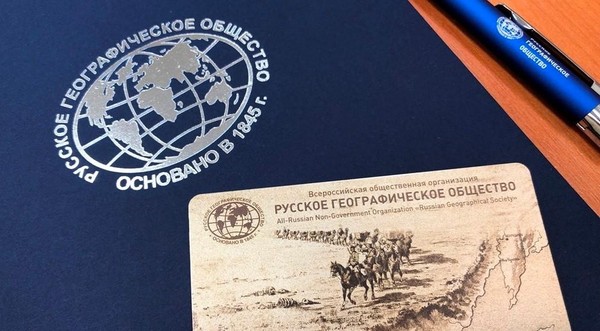 РУССКОЕ ГЕОГРАФИЧЕСКОЕ ОБЩЕСТВО
ОСНОВАНО В 1845 г.
ГЕОГРАФИЧЕСКОЕ
ОБЩЕСТВО
Всероссийская общественная организация
РУССКОЕ ГЕОГРАФИЧЕСКОЕ ОБЩЕСТВО
All-Russian Non-Government Organization «Russian Geographical Society»
РУССКОЕ ГЕОГРАФИЧЕСКОЕ ОБЩЕСТВО
ОСНОВАНО В 1845 г.